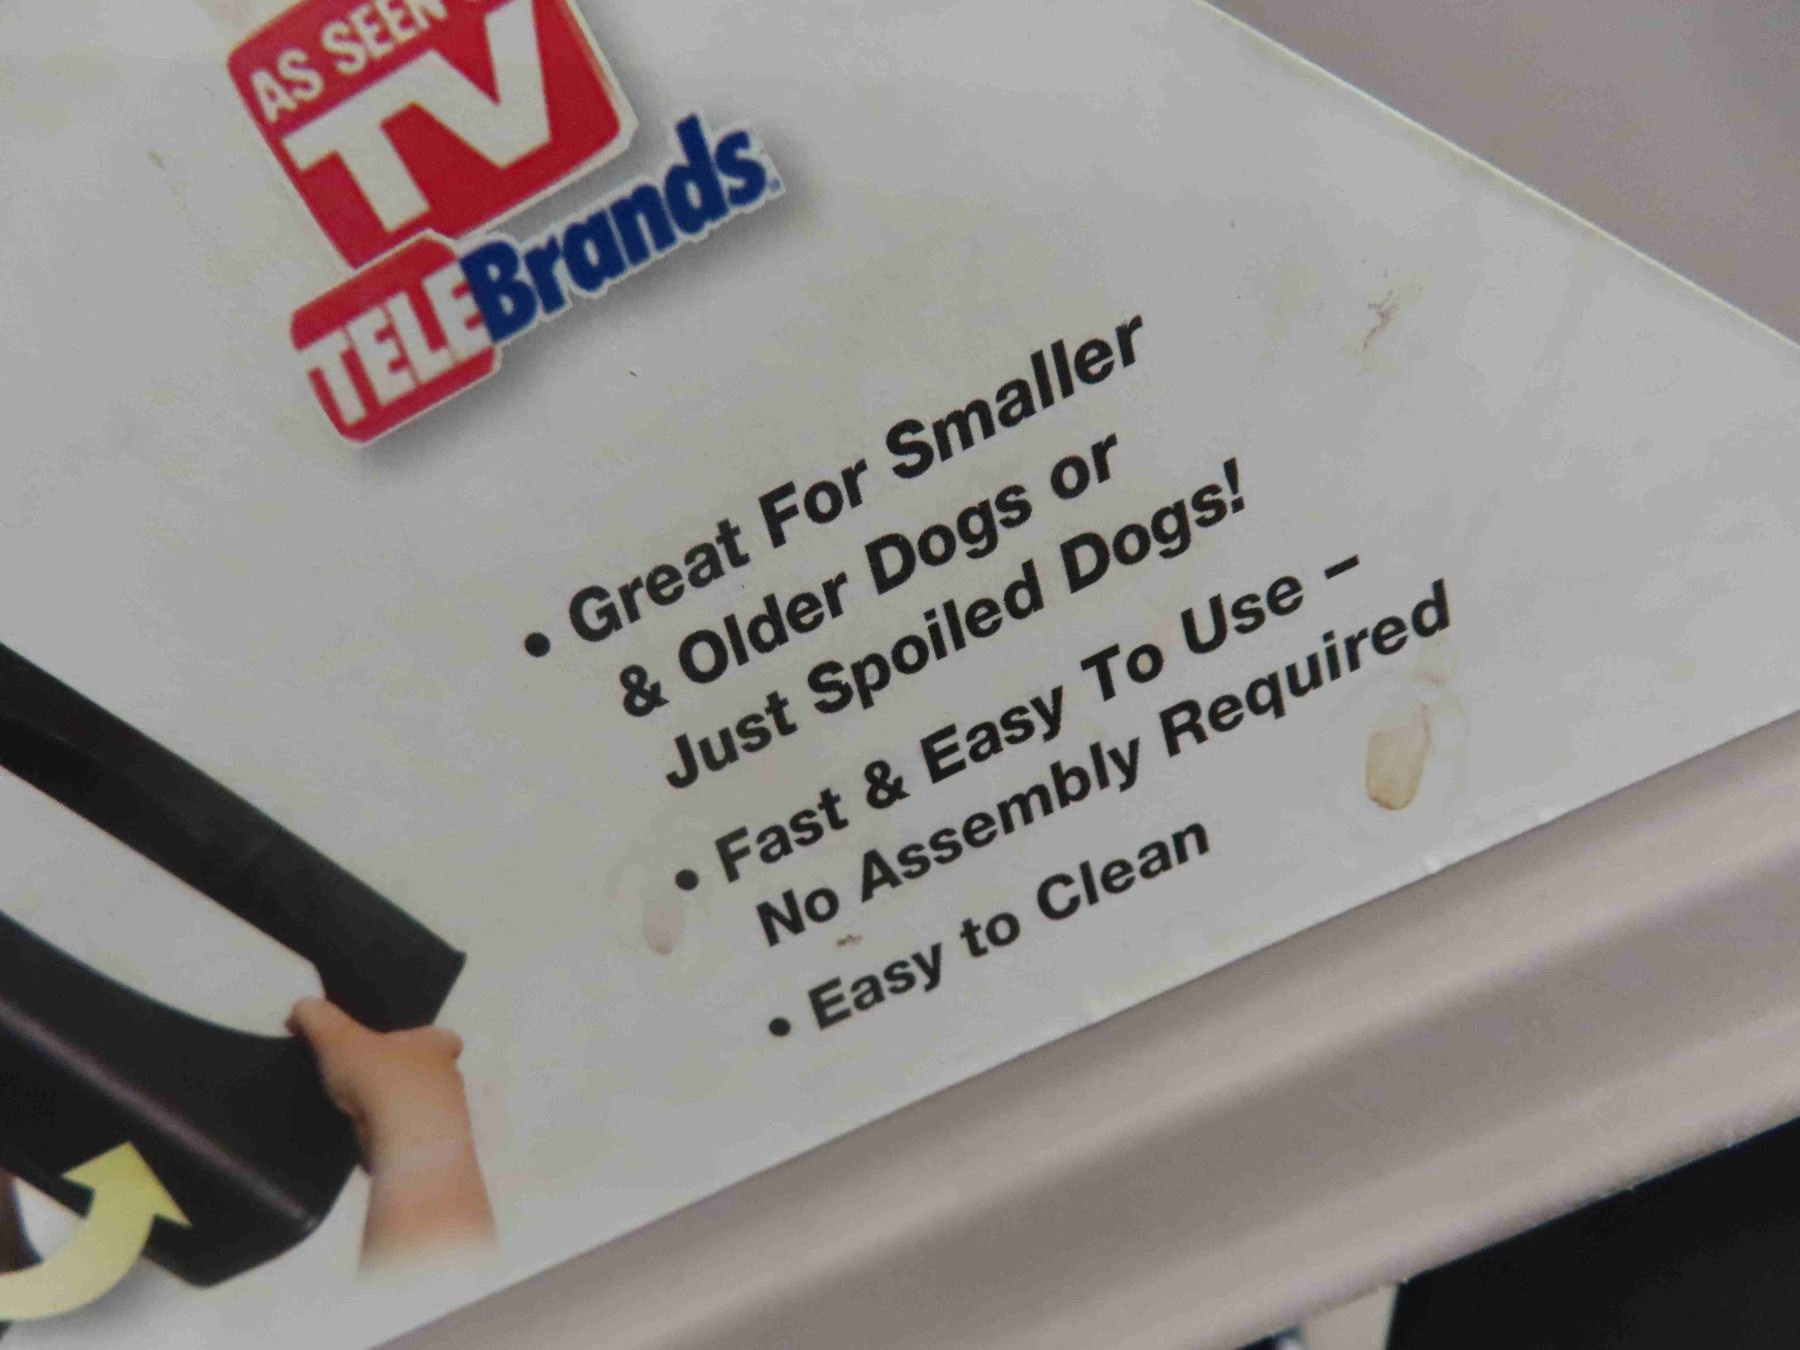 AS SEEN
TV
TELEBrands
• Great For Smaller
& Older Dogs or
Just Spoiled Dogs!
• Fast & Easy To Use –
No Assembly Required
• Easy to Clean